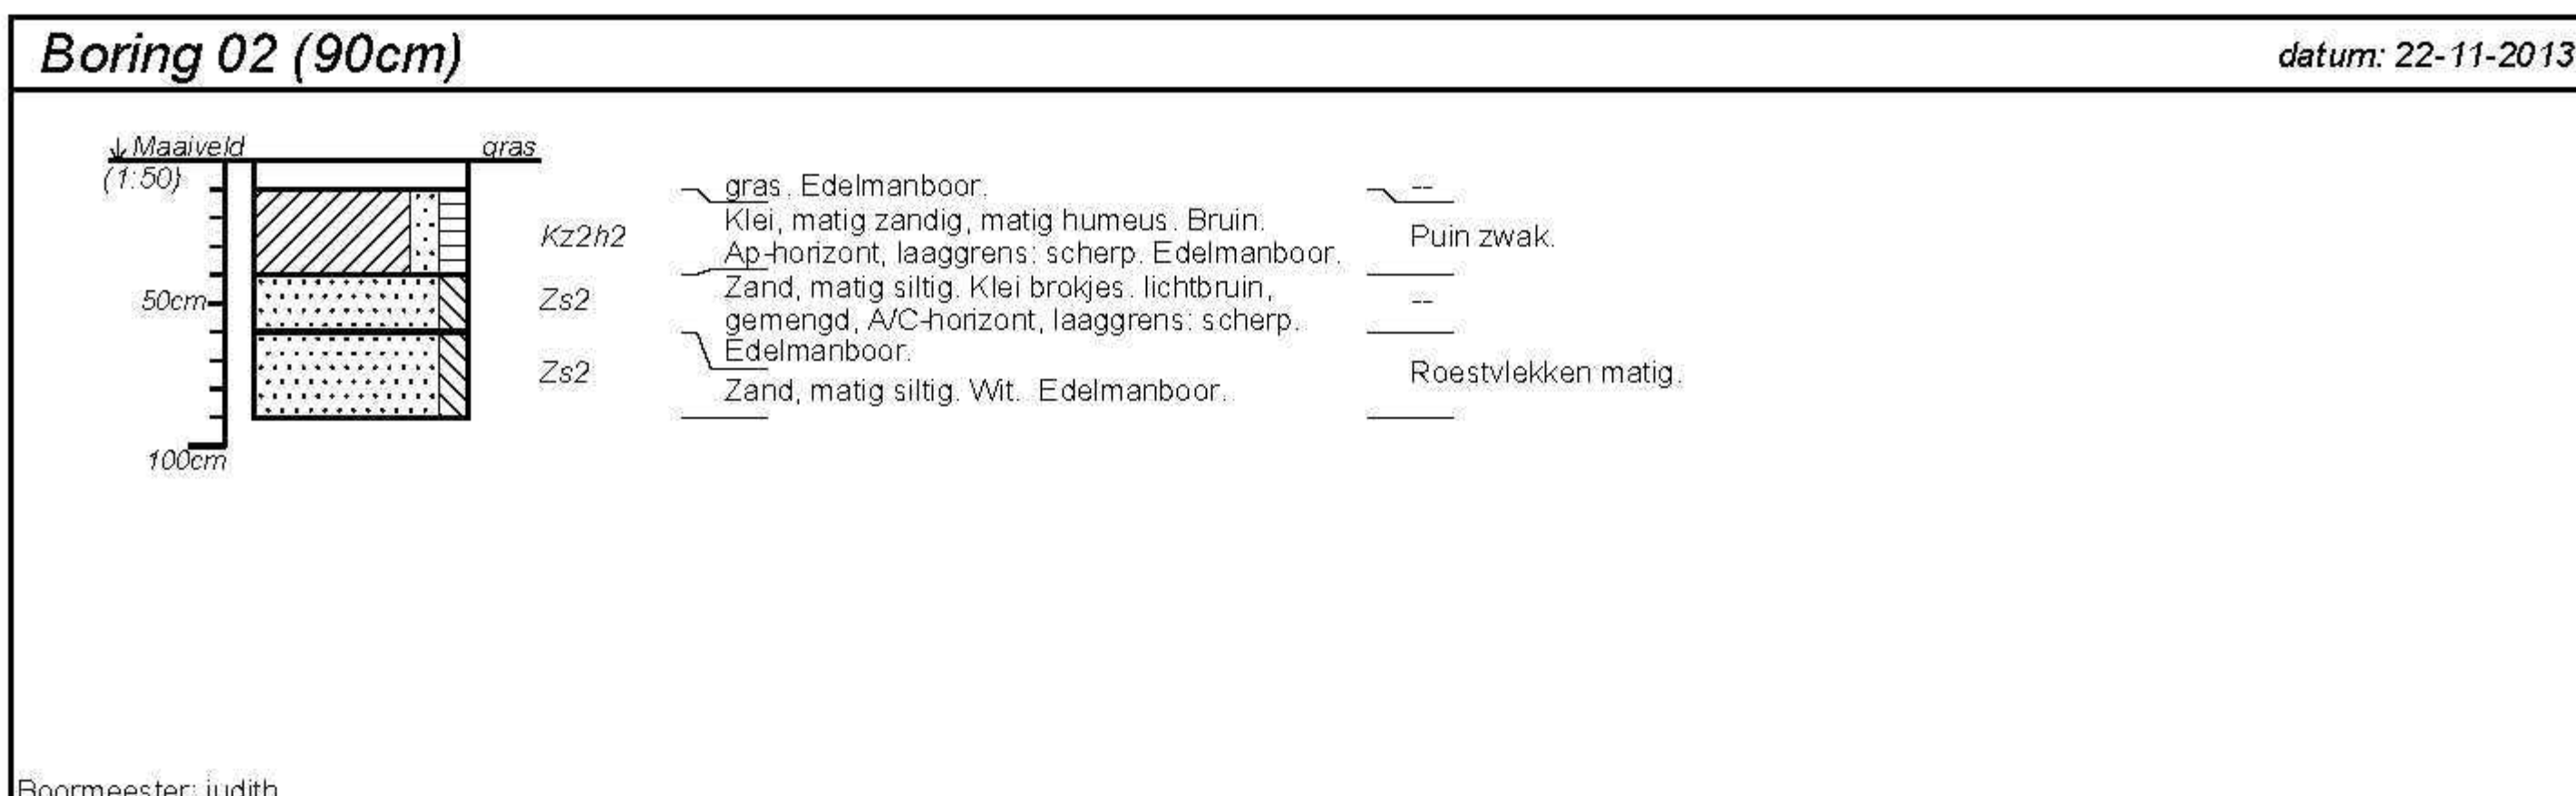 Boring 02 (90cm)
datum: 22-11-2013
Maaiveld
gras
(1:50)
50cm
100cm
Kz2h2
Zs2
Zs2
gras. Edelmanboor.
Klei, matig zandig, matig humeus. Bruin.
Ap-horizont, laaggrens: scherp. Edelmanboor.
Zand, matig siltig. Klei brokjes. lichtbruin,
gemengd, A/C-horizont, laaggrens: scherp.
Edelmanboor.
Zand, matig siltig. Wit. Edelmanboor.
--
Puin zwak.
--
Roestvlekken matig.
Boormeester: judith